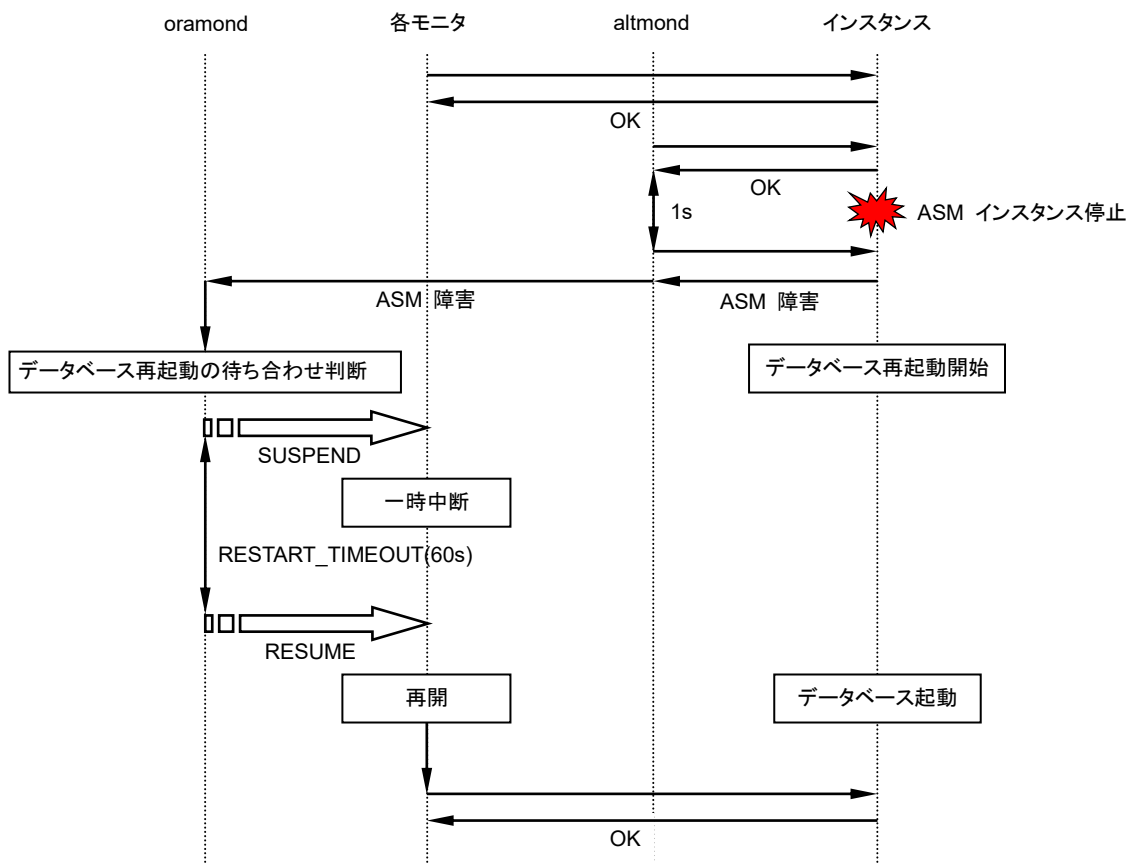 oramond
各モニタ
altmond
インスタンス
OK
OK
1s
ASM インスタンス停止
ASM 障害
ASM 障害
データベース再起動の待ち合わせ判断
データベース再起動開始
SUSPEND
一時中断
RESTART_TIMEOUT(60s)
RESUME
再開
データベース起動
OK